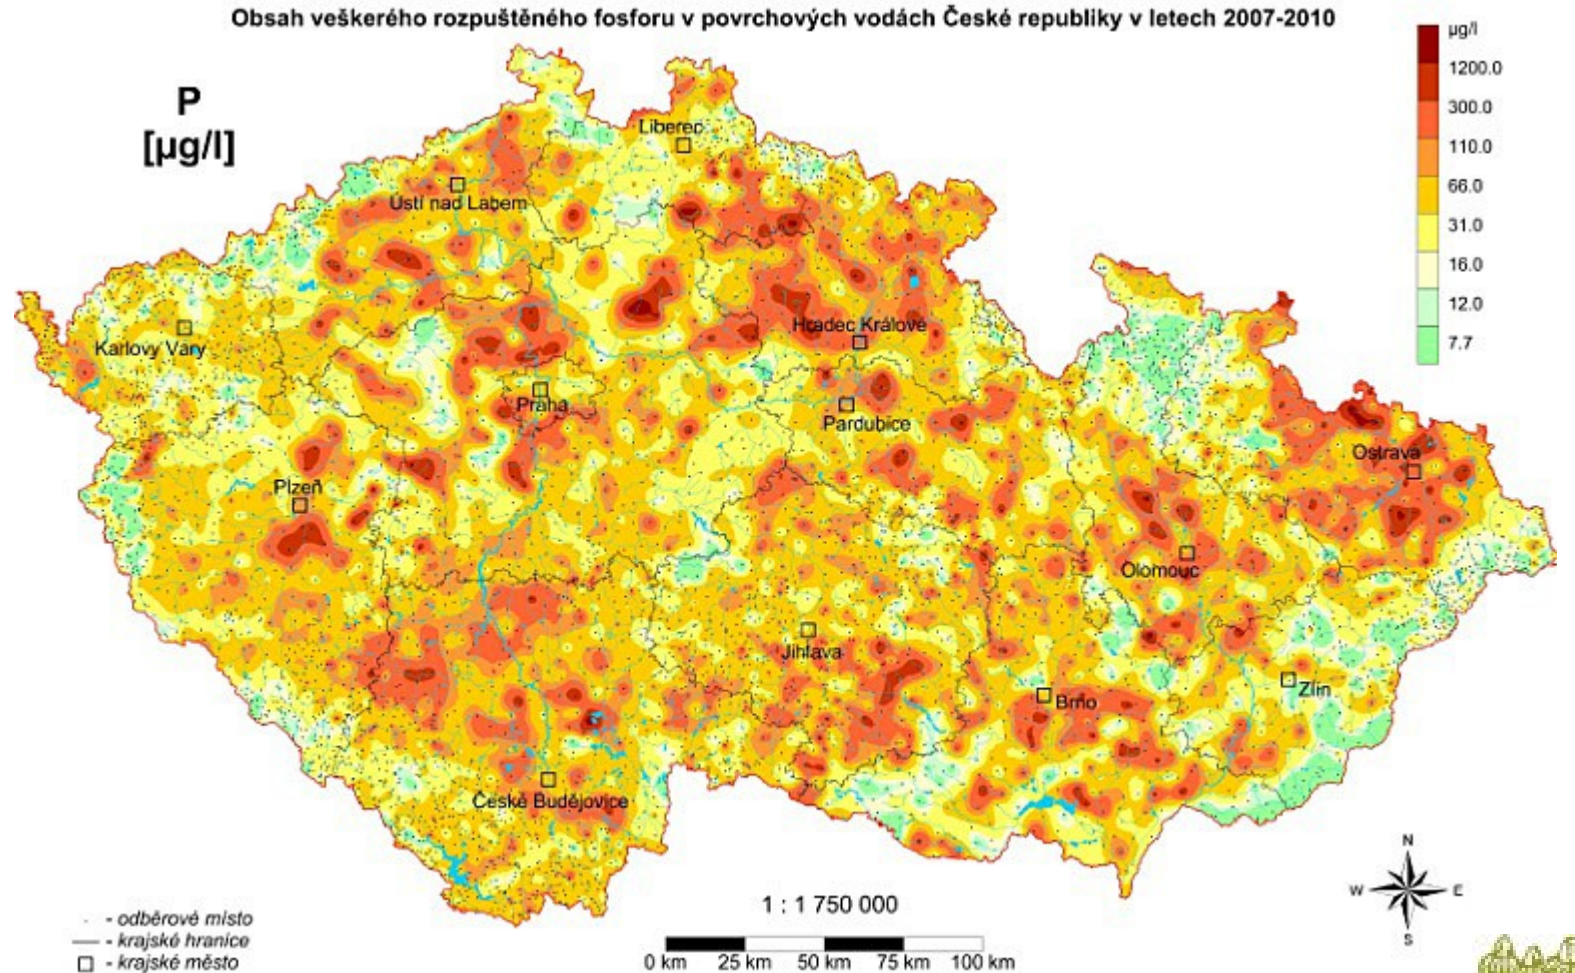 Obsah veškerého rozpuštěného fosforu v povrchových vodách České republiky v letech 2007-2010
P
[µg/l]
µg/l
1200.0
300.0
110.0
66.0
31.0
16.0
12.0
7.7
Liberec
Ústí nad Labem
Karlovy Vary
Hradec Králové
Praha
Pardubice
Plzeň
Ostrava
Olomouc
Jihlava
Zlín
Brno
České Budějovice
- odběrové místo
- krajské hranice
- krajské město
1 : 1 750 000
0 km 25 km 50 km 75 km 100 km
N
W E
S